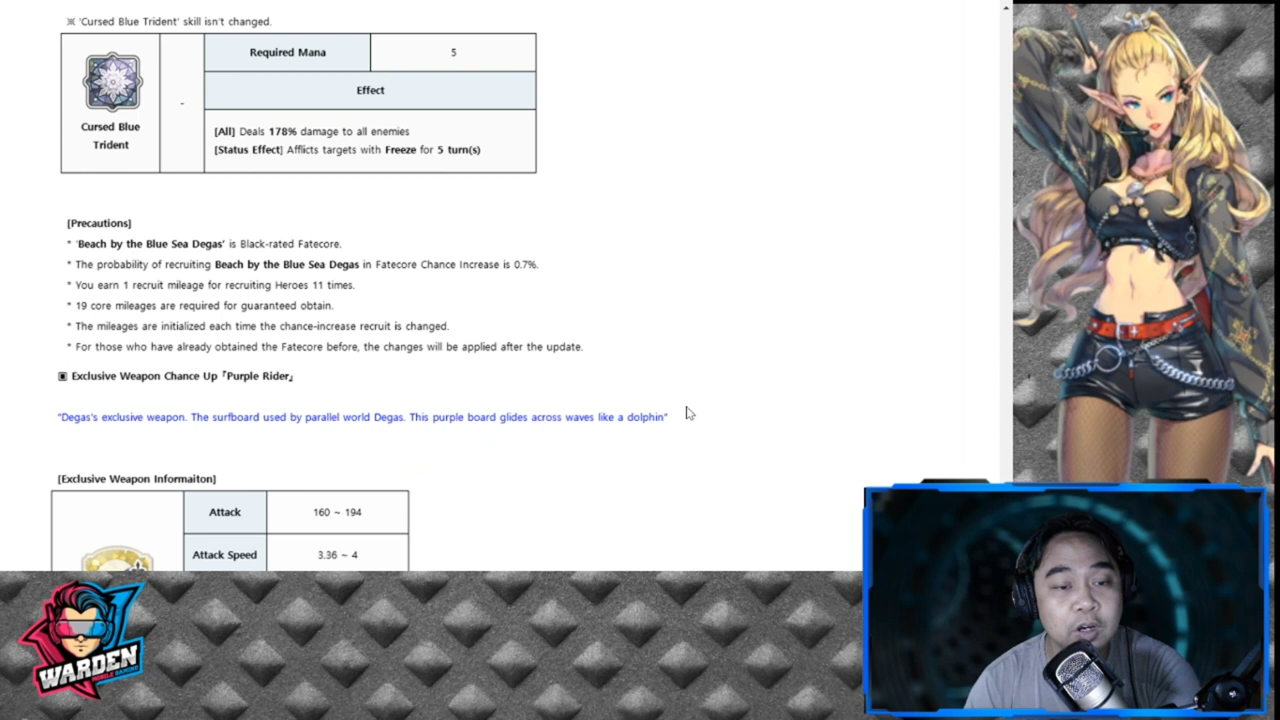 ※ 'Cursed Blue Trident' skill isn't changed.
Required Mana 5
Effect
Cursed Blue
Trident
-
[All] Deals 178% damage to all enemies
[Status Effect] Afflicts targets with Freeze for 5 turn(s)
[Precautions]
* 'Beach by the Blue Sea Degas' is Black-rated Fatecore.
* The probability of recruiting Beach by the Blue Sea Degas in Fatecore Chance Increase is 0.7%.
* You earn 1 recruit mileage for recruiting Heroes 11 times.
* 19 core mileages are required for guaranteed obtain.
* The mileages are initialized each time the chance-increase recruit is changed.
* For those who have already obtained the Fatecore before, the changes will be applied after the update.
▣ Exclusive Weapon Chance Up 『Purple Rider』
"Degas's exclusive weapon. The surfboard used by parallel world Degas. This purple board glides across waves like a dolphin"
[Exclusive Weapon Informaiton]
Attack 160 ~ 194
Attack Speed 3.36 ~ 4
WARDEN
MOBILE GAMING